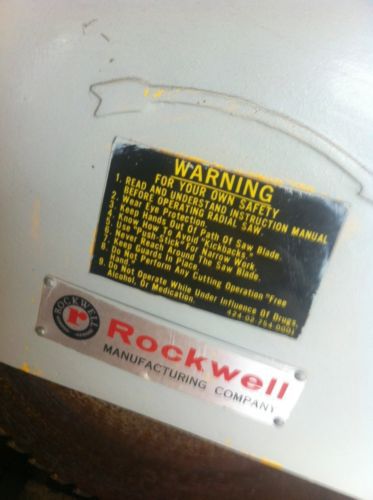 WARNING
FOR YOUR OWN SAFETY
1. READ AND UNDERSTAND INSTRUCTION MANUAL
BEFORE OPERATING RADIAL SAW.
2. Wear Eye Protection.
3. Keep Hands Out Of Path Of Saw Blade.
4. Know How To Avoid "Kickbucks."
5. Use "Push-Stick" For Narrow Work.
6. Never Reach Around The Saw Blade.
7. Keep Guards In Place.
8. Do Not Perform Any Cutting Operation "Free
Hand."
9. Do Not Operate While Under Influence Of Drugs,
Alcohol, Or Medication.
424-02-754-0001
ROCKWELL
r
Rockwell
MANUFACTURING COMPANY